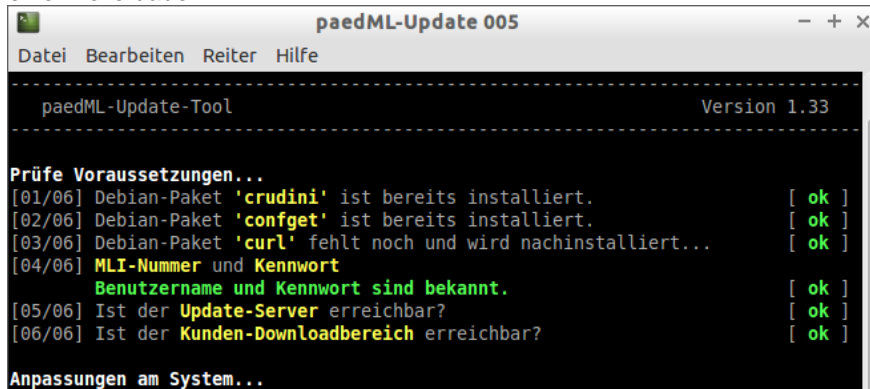 paedML-Update 005
Datei Bearbeiten Reiter Hilfe
paedML-Update-Tool Version 1.33
Prüfe Voraussetzungen...
[01/06] Debian-Paket 'crudini' ist bereits installiert. [ ok ]
[02/06] Debian-Paket 'confget' ist bereits installiert. [ ok ]
[03/06] Debian-Paket 'curl' fehlt noch und wird nachinstalliert... [ ok ]
[04/06] MLI-Nummer und Kennwort
Benutzername und Kennwort sind bekannt. [ ok ]
[05/06] Ist der Update-Server erreichbar? [ ok ]
[06/06] Ist der Kunden-Downloadbereich erreichbar? [ ok ]
Anpassungen am System...